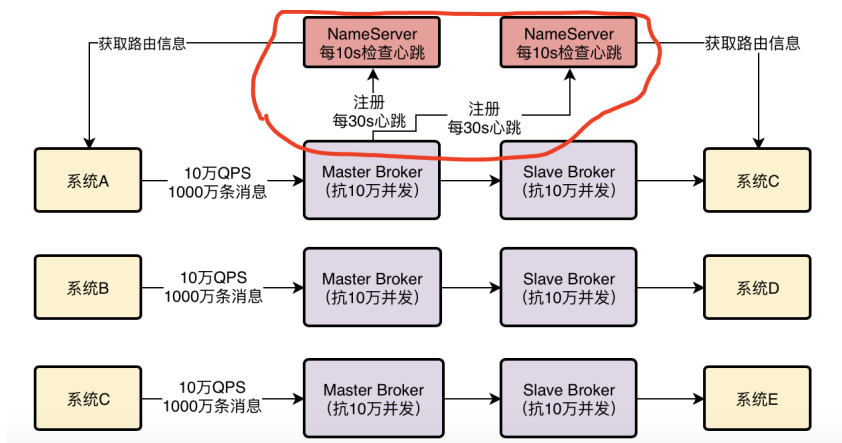 NameServer
每10s检查心跳
NameServer
每10s检查心跳
获取路由信息
获取路由信息
注册
每30s心跳
注册
每30s心跳
系统A
10万QPS
1000万条消息
Master Broker
（抗10万并发）
Slave Broker
（抗10万并发）
系统C
系统B
10万QPS
1000万条消息
Master Broker
（抗10万并发）
Slave Broker
（抗10万并发）
系统D
系统C
10万QPS
1000万条消息
Master Broker
（抗10万并发）
Slave Broker
（抗10万并发）
系统E